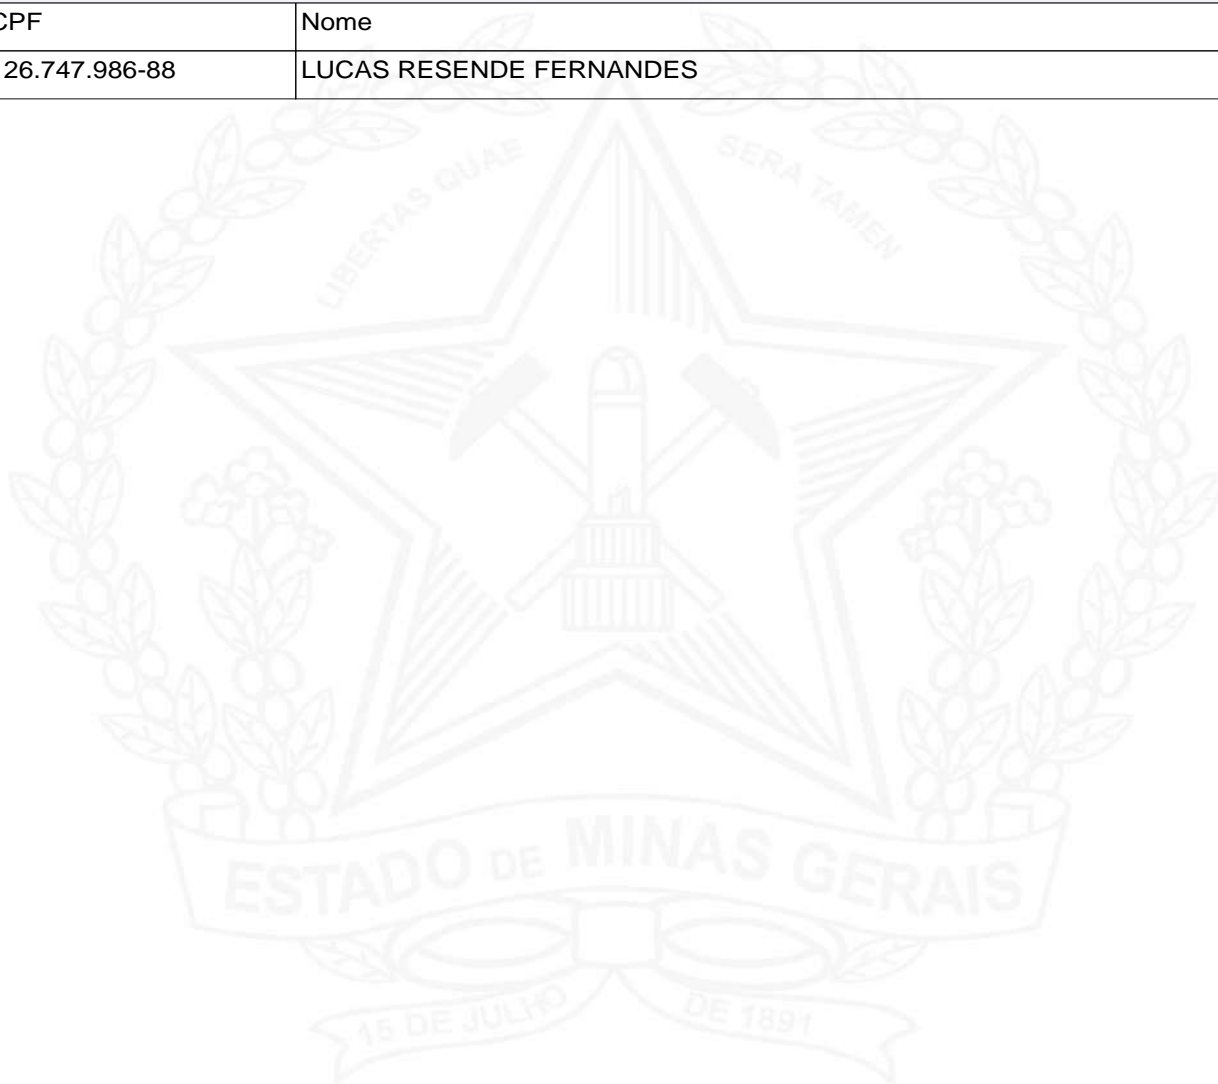 CPF Nome
26.747.986-88 LUCAS RESENDE FERNANDES
LIBERTAS QUAE SERA TAMEN
ESTADO DE MINAS GERAIS
15 DE JULHO DE 1891